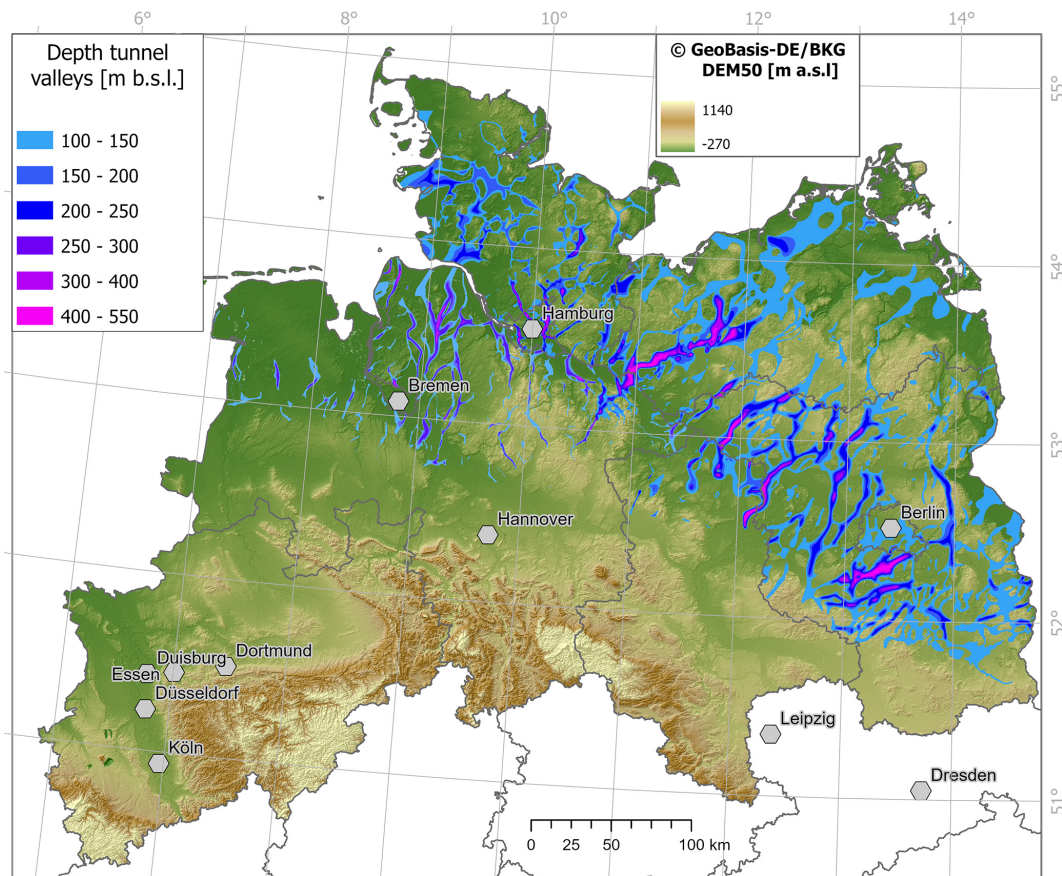 6°
8°
10°
12°
14°
Depth tunnel
valleys [m b.s.l.]
100 - 150
150 - 200
200 - 250
250 - 300
300 - 400
400 - 550
© GeoBasis-DE/BKG
DEM50 [m a.s.l]
1140
-270
55°
54°
53°
52°
51°
Hamburg
Bremen
Hannover
Berlin
Duisburg
Dortmund
Essen
Düsseldorf
Köln
Leipzig
Dresden
0 25 50 100 km